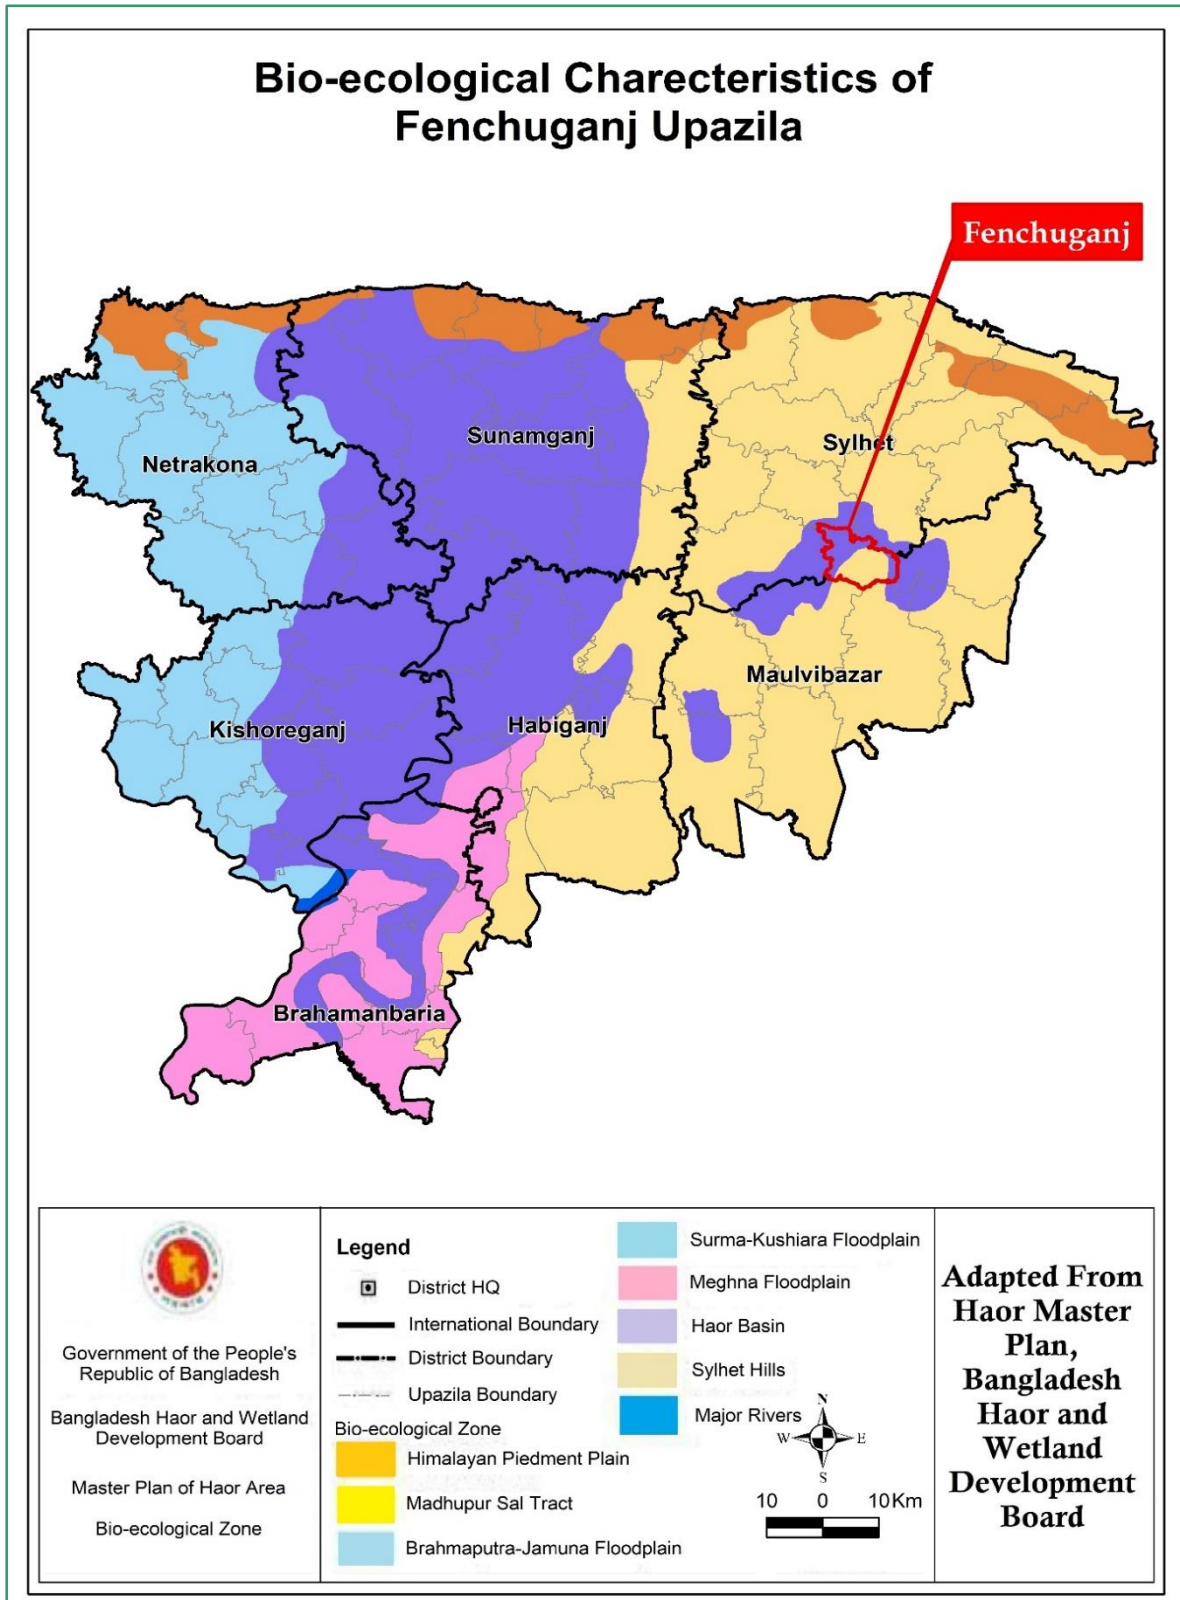 Bio-ecological Charecteristics of
Fenchuganj Upazila
Fenchuganj
Sunamganj
Netrakona
Sylhet
Maulvibazar
Kishoreganj
Habiganj
Brahamanbaria
Government of the People's
Republic of Bangladesh
Bangladesh Haor and Wetland
Development Board
Master Plan of Haor Area
Bio-ecological Zone
Legend
District HQ
International Boundary
District Boundary
Upazila Boundary
Bio-ecological Zone
Himalayan Piedment Plain
Madhupur Sal Tract
Brahmaputra-Jamuna Floodplain
Surma-Kushiara Floodplain
Meghna Floodplain
Haor Basin
Sylhet Hills
Major Rivers
N
W E
S
10 0 10Km
Adapted From
Haor Master
Plan,
Bangladesh
Haor and
Wetland
Development
Board